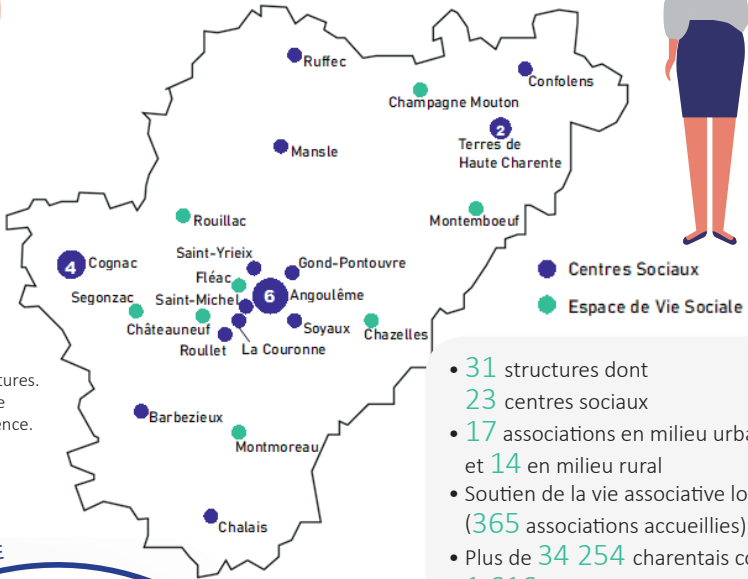 Ruffec
Confolens
Champagne Mouton
2
Terres de
Haute Charente
Mansle
Rouillac
Montemboeuf
4 Cognac
Saint-Yrieix
Gond-Pontouvre
Fléac
Segonzac
Saint-Michel
6 Angoulême
Châteauneuf
Soyaux
Chazelles
Roullet
La Couronne
Barbezieux
Montmoreau
Chalais
Centres Sociaux
Espace de Vie Sociale
• 31 structures dont
23 centres sociaux
• 17 associations en milieu
et 14 en milieu rural
• Soutien de la vie associative
(365 associations accueillies)
• Plus de 34 254 charentais